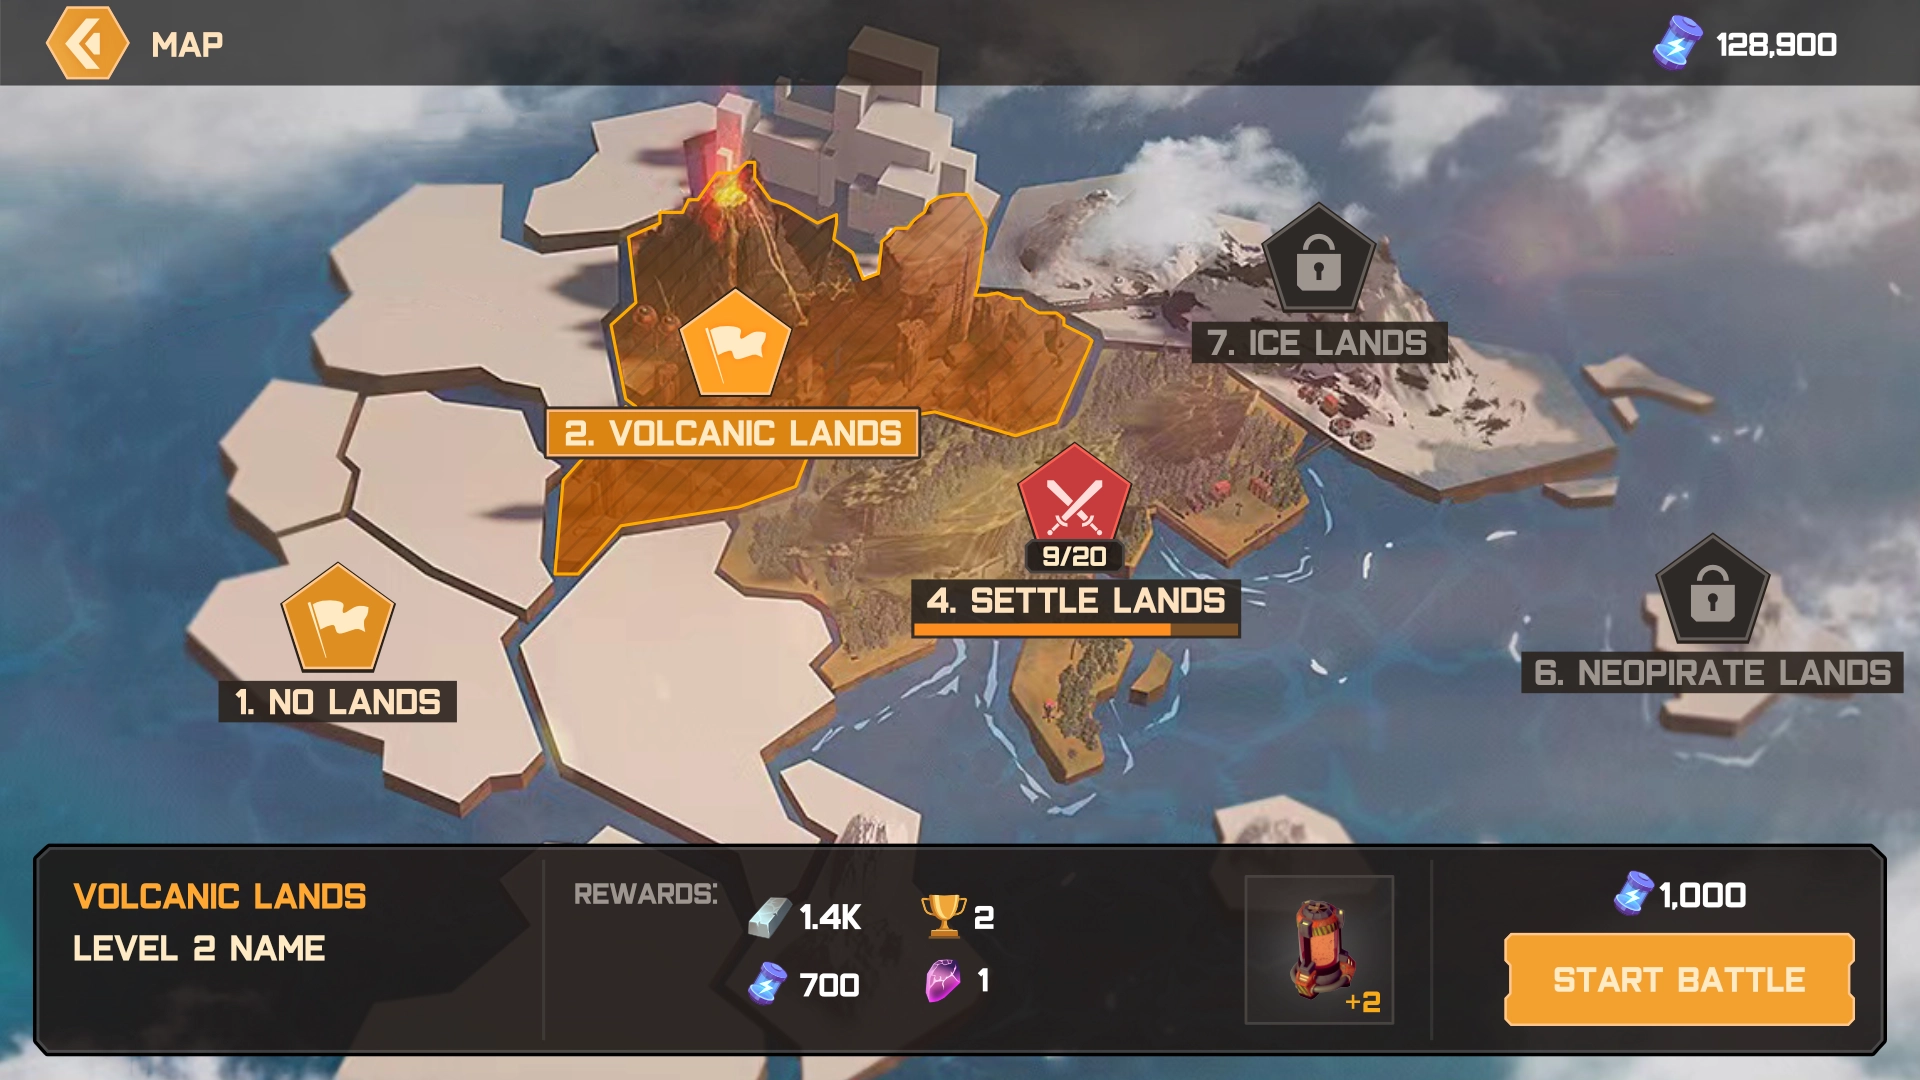 MAP
128,900
7. ICE LANDS
2. VOLCANIC LANDS
9/20
4. SETTLE LANDS
6. NEOPIRATE LANDS
1. NO LANDS
VOLCANIC LANDS
LEVEL 2 NAME
REWARDS:
1.4K
2
700
1
+2
1,000
START BATTLE